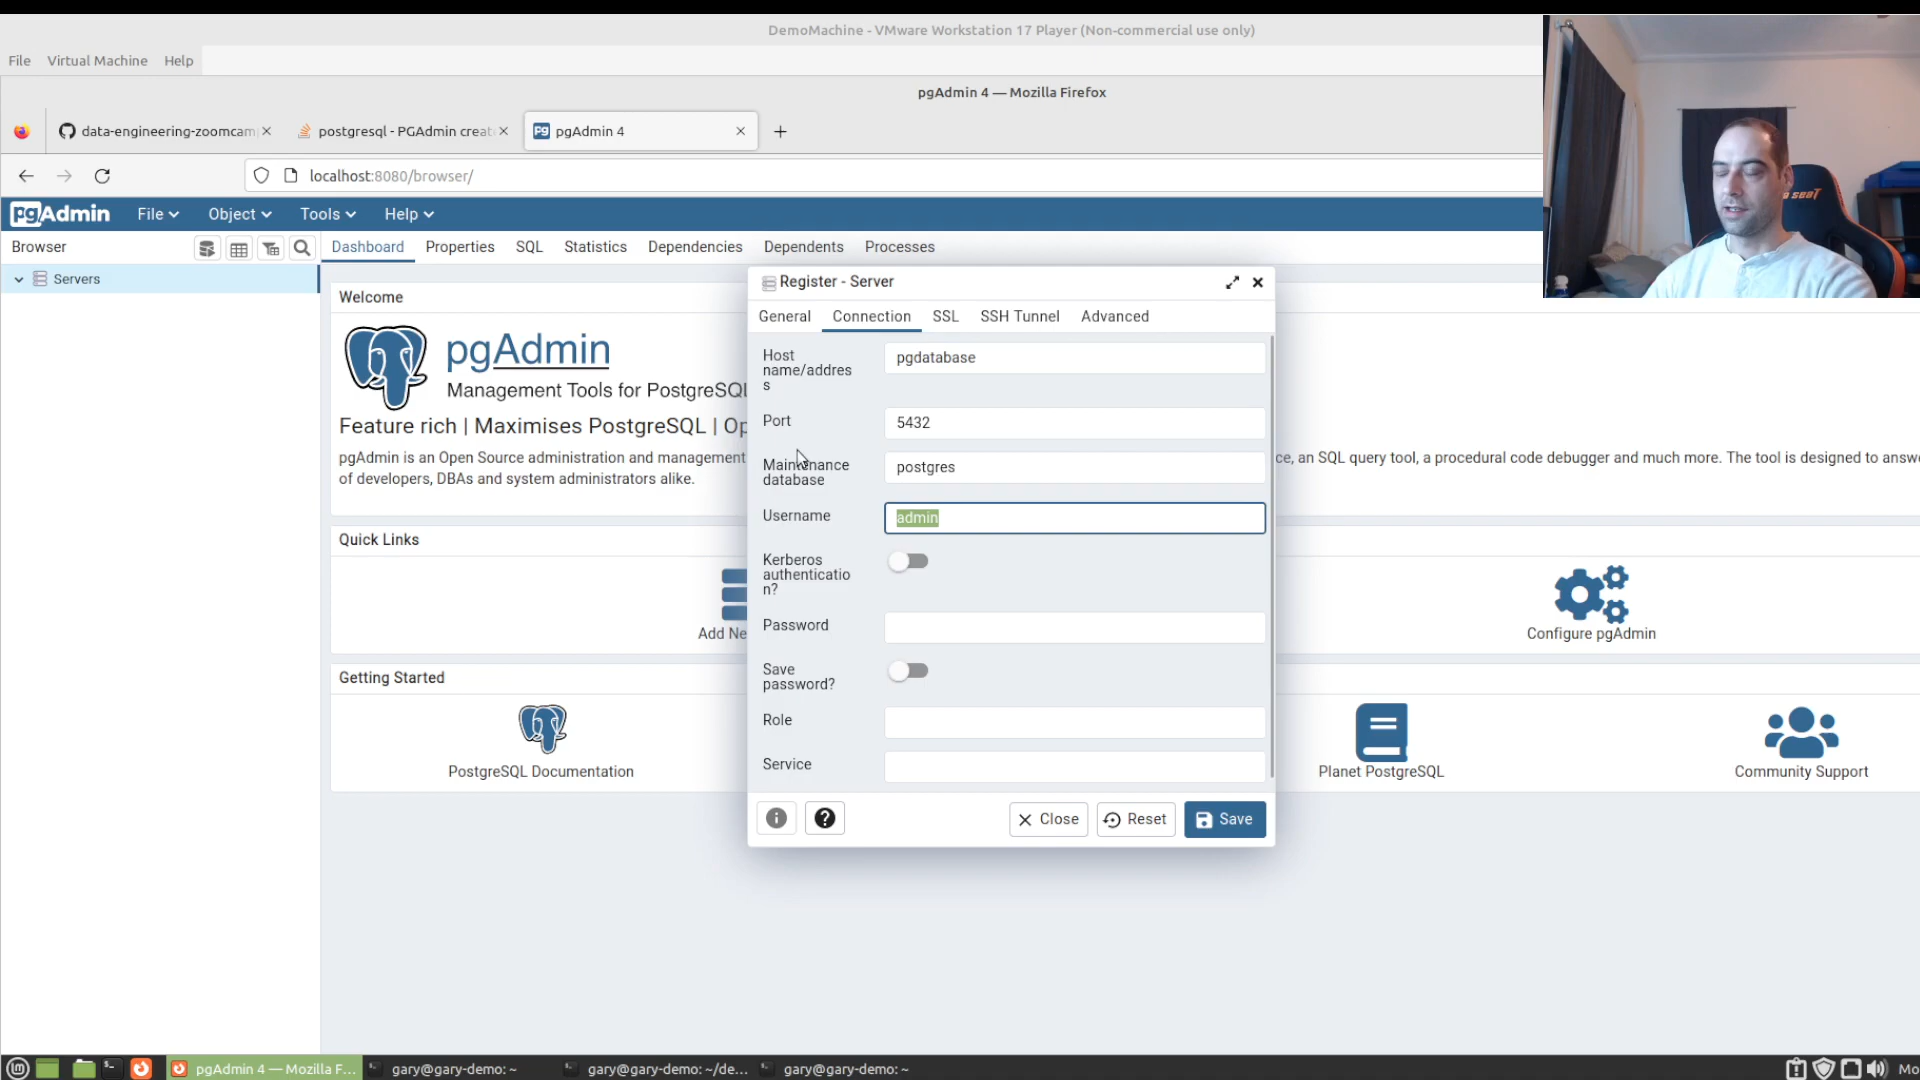 DemoMachine - VMware Workstation 17 Player (Non-commercial use only)
File Virtual Machine Help
pgAdmin 4 — Mozilla Firefox
data-engineering-zoomcam
postgresql - PGAdmin creat
pgAdmin 4
localhost:8080/browser/
pgAdmin File Object Tools Help
Browser
Dashboard Properties SQL Statistics Dependencies Dependents Processes
Servers
Welcome
pgAdmin
Management Tools for PostgreSQL
Feature rich | Maximises PostgreSQL | Op
pgAdmin is an Open Source administration and management
ce, an SQL query tool, a procedural code debugger and much more. The tool is designed to answ
of developers, DBAs and system administrators alike.
Quick Links
Add Ne
Configure pgAdmin
Getting Started
PostgreSQL Documentation
Planet PostgreSQL
Community Support
Register - Server
General Connection SSL SSH Tunnel Advanced
Host
name/addres
s
pgdatabase
Port
5432
Maintenance
database
postgres
Username
admin
Kerberos
authenticatio
n?
Password
Save
password?
Role
Service
Close Reset Save
pgAdmin 4 — Mozilla F...
gary@gary-demo: ~
gary@gary-demo: ~/de...
gary@gary-demo: ~
Mo